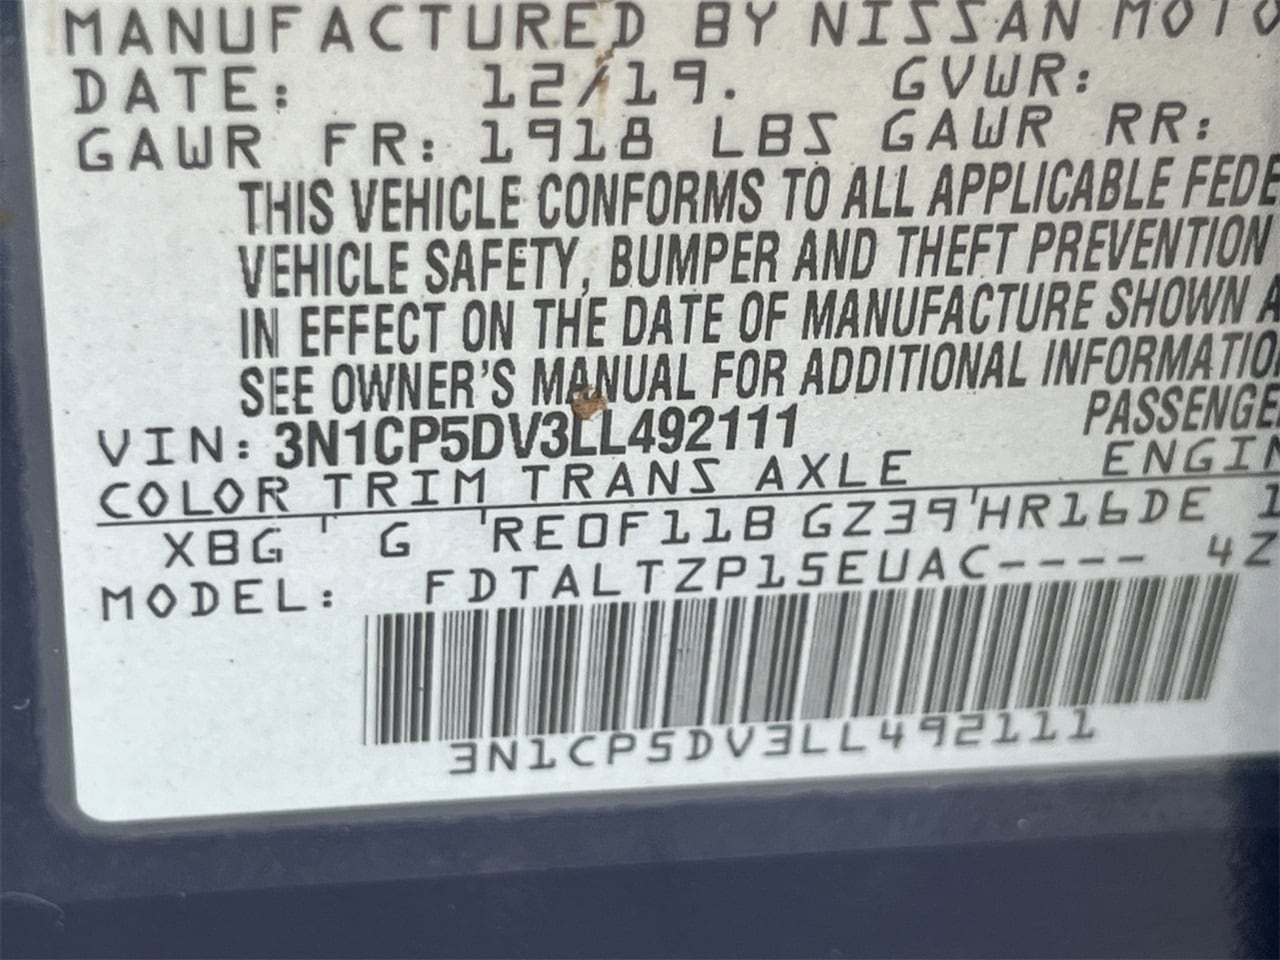 MANUFACTURED BY NISSAN MOTO
DATE: 12/19. GVWR:
GAWR FR: 1918 LBS GAWR RR:
THIS VEHICLE CONFORMS TO ALL APPLICABLE FEDE
VEHICLE SAFETY, BUMPER AND THEFT PREVENTION
IN EFFECT ON THE DATE OF MANUFACTURE SHOWN A
SEE OWNER'S MANUAL FOR ADDITIONAL INFORMATIO
PASSENGE
VIN: 3N1CP5DV3LL492111
COLOR TRIM TRANS AXLE ENGIN
XBG ' G 'RE0F11B GZ39'HR16DE 1
MODEL: FDTALTZP15EUAC---- 4Z
3N1CP5DV3LL492111